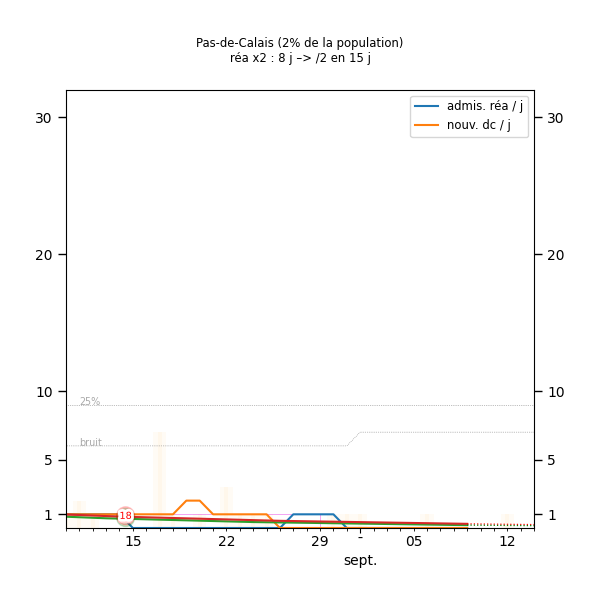 Pas-de-Calais (2% de la population)
réa x2 : 8 j –> /2 en 15 j
admis. réa / j
nouv. dc / j
30 30
20 20
10 10
25%
bruit
5 5
1 18 1
15 22 29 - 05 12
sept.